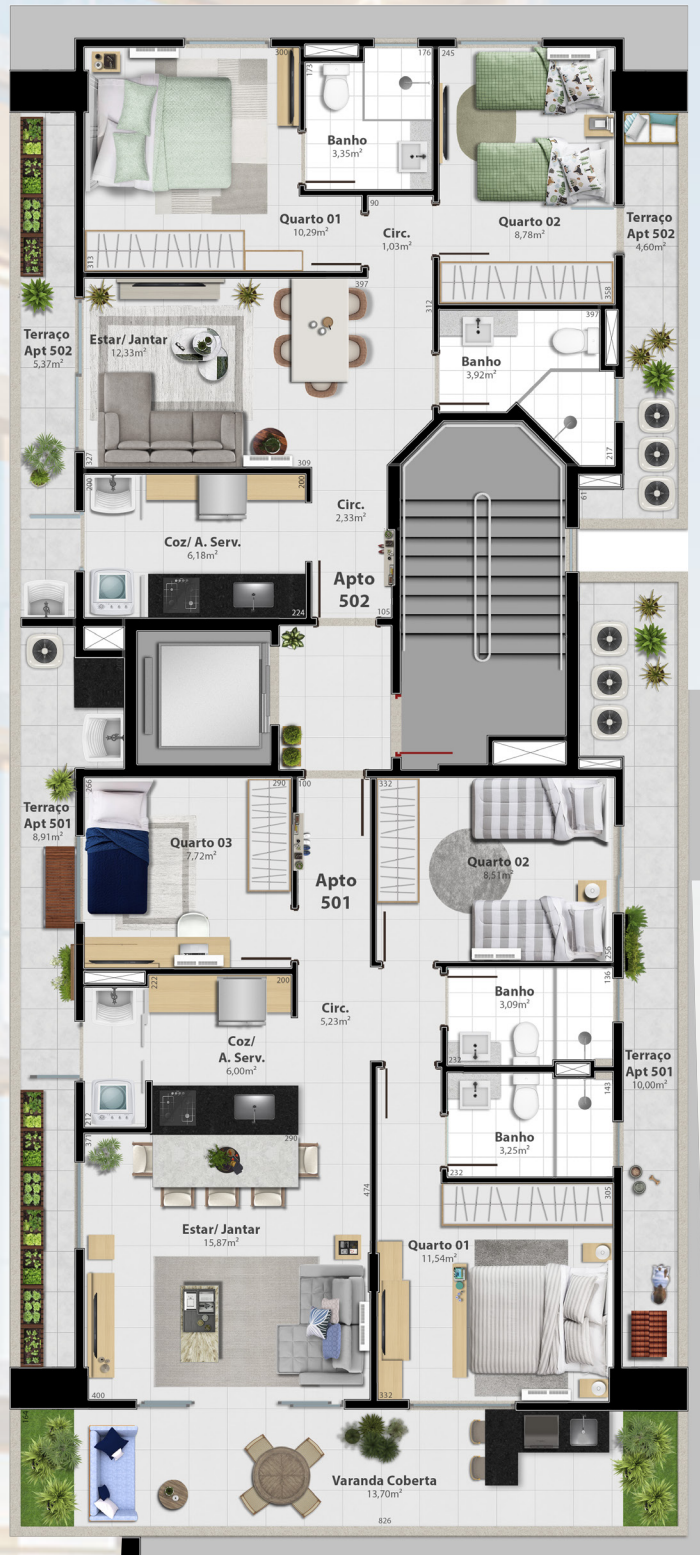 300
176
245
173
Banho
3,35m²
90
Quarto 01
10,29m²
Circ.
1,03m²
Quarto 02
8,78m²
Terraço
Apt 502
4,60m²
313
358
397
312
397
Terraço
Apt 502
5,37m²
Estar/ Jantar
12,33m²
Banho
3,92m²
327
309
217
200
200
61
Circ.
2,33m²
Coz/ A. Serv.
6,18m²
Apto
502
224
105
266
290
100
332
Terraço
Apt 501
8,91m²
Quarto 03
7,72m²
Quarto 02
8,51m²
Apto
501
256
222
200
136
Banho
3,09m²
Circ.
5,23m²
Coz/
A. Serv.
6,00m²
232
Terraço
Apt 501
10,00m²
212
143
371
290
Banho
3,25m²
232
474
305
Estar/ Jantar
15,87m²
Quarto 01
11,54m²
400
332
164
Varanda Coberta
13,70m²
826